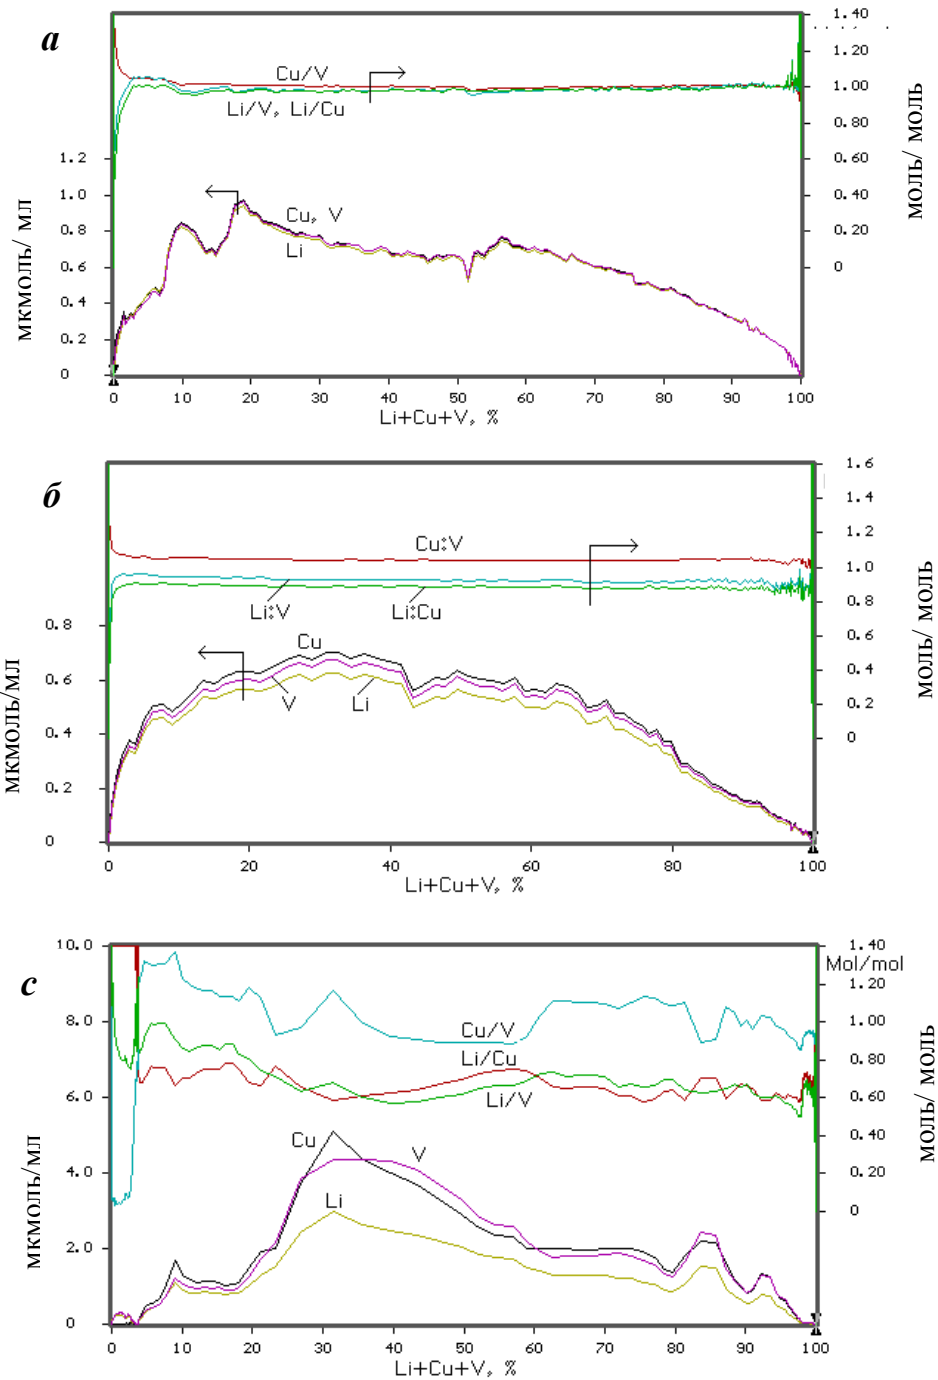 а
1.40
1.20
Cu/V
1.00
Li/V, Li/Cu
0.80
моль/ моль
1.2
0.60
1.0
0.40
мкмоль/ мл
Cu, V
0.8
0.20
Li
0.6
0
0.4
0.2
0
0 10 20 30 40 50 60 70 80 90 100
Li+Cu+V, %
б
1.6
1.4
1.2
Cu:V
1.0
0.8
Li:V Li:Cu
моль/ моль
0.8
Cu
0.6
0.6
0.4
V Li
мкмоль/мл
0.4
0.2
0
0.2
0
0 20 40 60 80 100
Li+Cu+V, %
с
10.0
1.40
Mol/mol
1.20
8.0
Cu/V
1.00
Li/Cu
0.80
6.0
Li/V
0.60
моль/ моль
Cu
0.40
V
4.0
0.20
Li
0
мкмоль/мл
2.0
0
0 10 20 30 40 50 60 70 80 90 100
Li+Cu+V, %